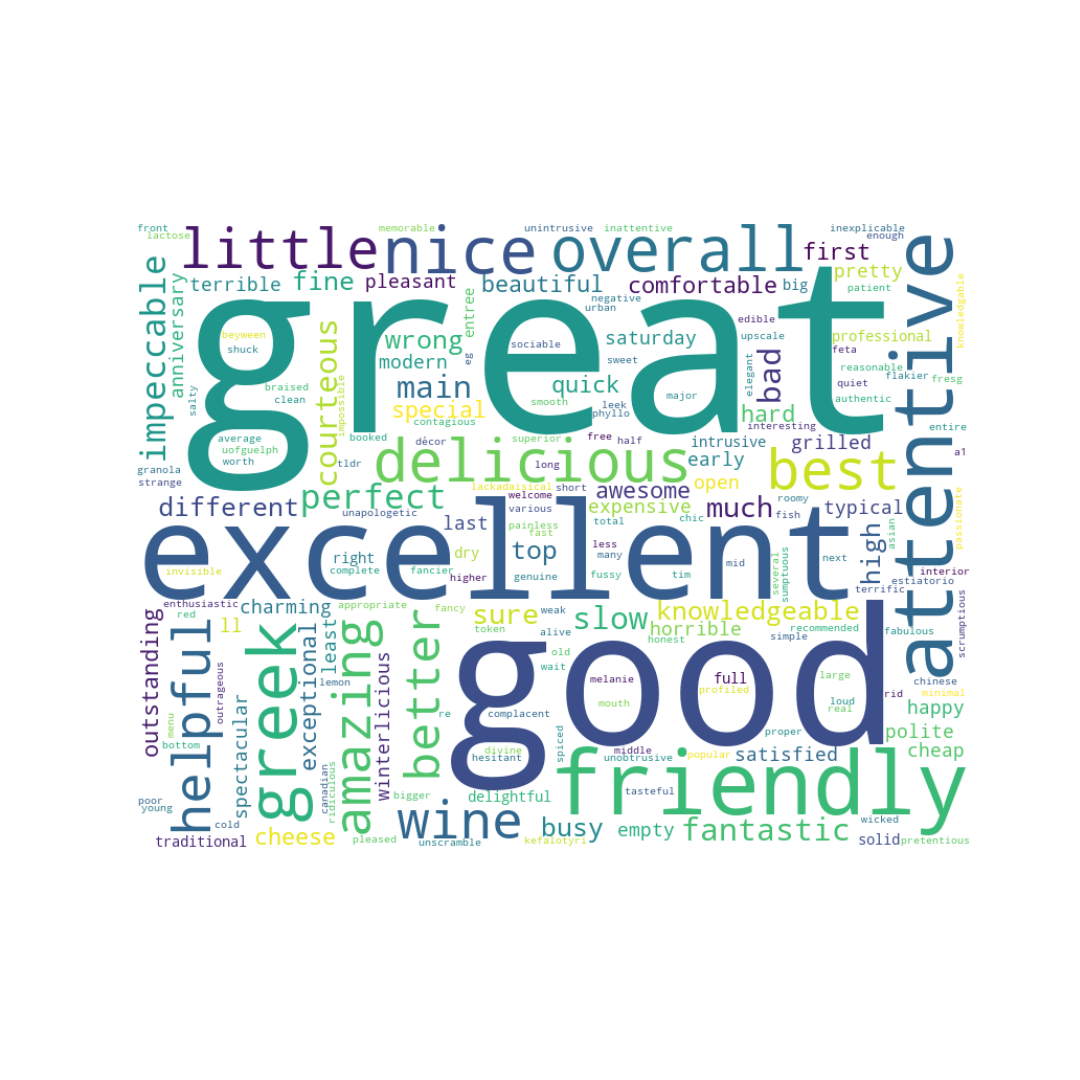 front
lactose
little
nice
memorable
unintrusive
overall
inattentive
first
inexplicable
enough
impeccable
anniversary
terrible
fine
pleasant
entree
beautiful
negative
urban
comfortable
big
pretty
patient
attentive
knowledgable
great
beyween
shuck
salty
braised
clean
courteous
impossible
wrong
modern
main
special
contagious
eg
sociable
quick
smooth
saturday
sweet
leek
phyllo
major
edible
upscale
elegant
bad
hard
interesting
professional
feta
quiet
reasonable
flakier
fresg
authentic
entire
average
uofguelph
worth
granola
strange
booked
tldr
delicious
superior
free
half
long
intrusive
early
grilled
best
a1
different
perfect
unapologetic
last
lackadaisical
short
welcome
various
awesome
expensive
open
much
roomy
typical
fish
passionate
excellent
invisible
right
complete
dry
fancier
higher
painless
fast
top
genuine
total
less
many
fussy
chic
tim
mid
several
sumptuous
next
high
asian
estiatorio
terrific
interior
scrumptious
enthusiastic
red
ll
charming
appropriate
fancy
sure
token
weak
alive
slow
knowledgeable
horrible
honest
recommended
simple
fabulous
outstanding
helpful
outrageous
greek
exceptional
least
lemon
amazing
winterlicious
better
re
complacent
good
old
wait
melanie
profiled
mouth
full
large
loud
real
rid
chinese
minimal
happy
menu
bottom
spectacular
canadian
ridiculous
divine
hesitant
spiced
middle
unobtrusive
popular
proper
satisfied
polite
cheap
poor
young
cold
bigger
delightful
friendly
tasteful
traditional
cheese
pleased
wine
unscramble
busy
kefalotyri
empty
fantastic
wicked
solid
pretentious
décor